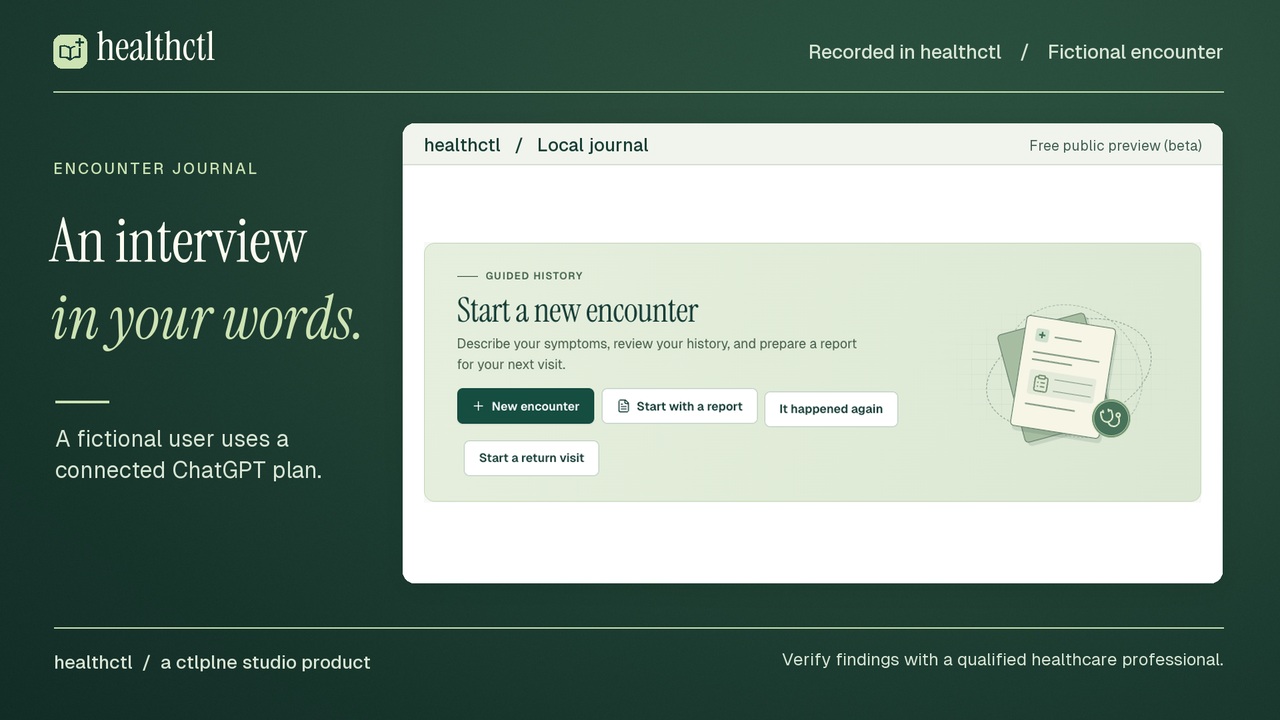 healthctl
Recorded in healthctl / Fictional encounter
ENCOUNTER JOURNAL
An interview
in your words.
A fictional user uses a
connected ChatGPT plan.
healthctl / Local journal
Free public preview (beta)
GUIDED HISTORY
Start a new encounter
Describe your symptoms, review your history, and prepare a report
for your next visit.
New encounter
Start with a report
It happened again
Start a return visit
healthctl / a ctlplne studio product
Verify findings with a qualified healthcare professional.